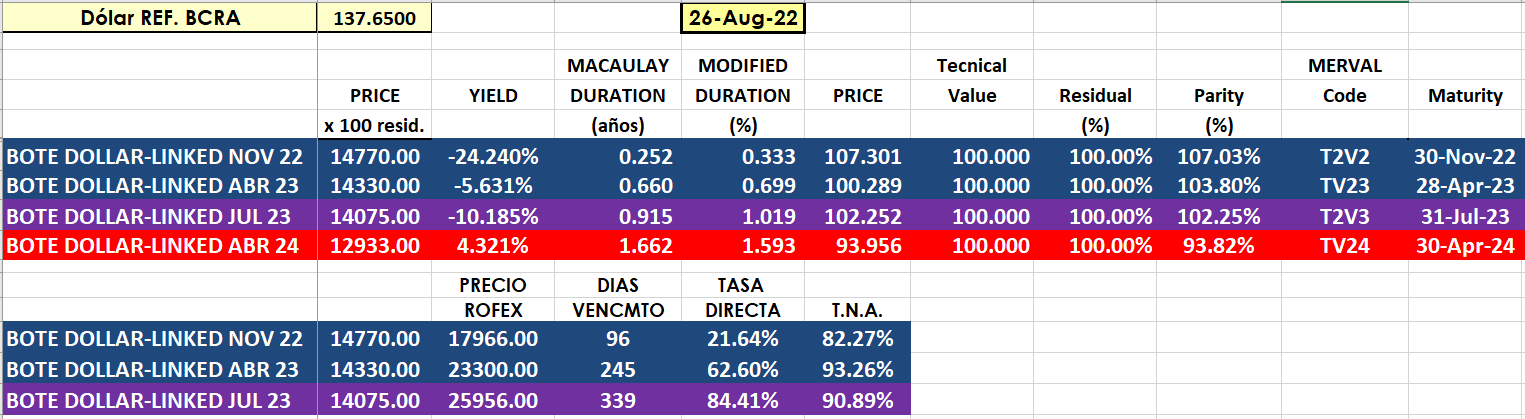 Dólar REF. BCRA 137.6500 26-Aug-22
MACAULAY MODIFIED Tecnical MERVAL
PRICE YIELD DURATION DURATION PRICE Value Residual Parity Code Maturity
x 100 resid. (años) (%) (%) (%)
BOTE DOLLAR-LINKED NOV 22 14770.00 -24.240% 0.252 0.333 107.301 100.000 100.00% 107.03% T2V2 30-Nov-22
BOTE DOLLAR-LINKED ABR 23 14330.00 -5.631% 0.660 0.699 100.289 100.000 100.00% 103.80% TV23 28-Apr-23
BOTE DOLLAR-LINKED JUL 23 14075.00 -10.185% 0.915 1.019 102.252 100.000 100.00% 102.25% T2V3 31-Jul-23
BOTE DOLLAR-LINKED ABR 24 12933.00 4.321% 1.662 1.593 93.956 100.000 100.00% 93.82% TV24 30-Apr-24
PRECIO DIAS TASA
ROFEX VENCMTO DIRECTA T.N.A.
BOTE DOLLAR-LINKED NOV 22 14770.00 17966.00 96 21.64% 82.27%
BOTE DOLLAR-LINKED ABR 23 14330.00 23300.00 245 62.60% 93.26%
BOTE DOLLAR-LINKED JUL 23 14075.00 25956.00 339 84.41% 90.89%